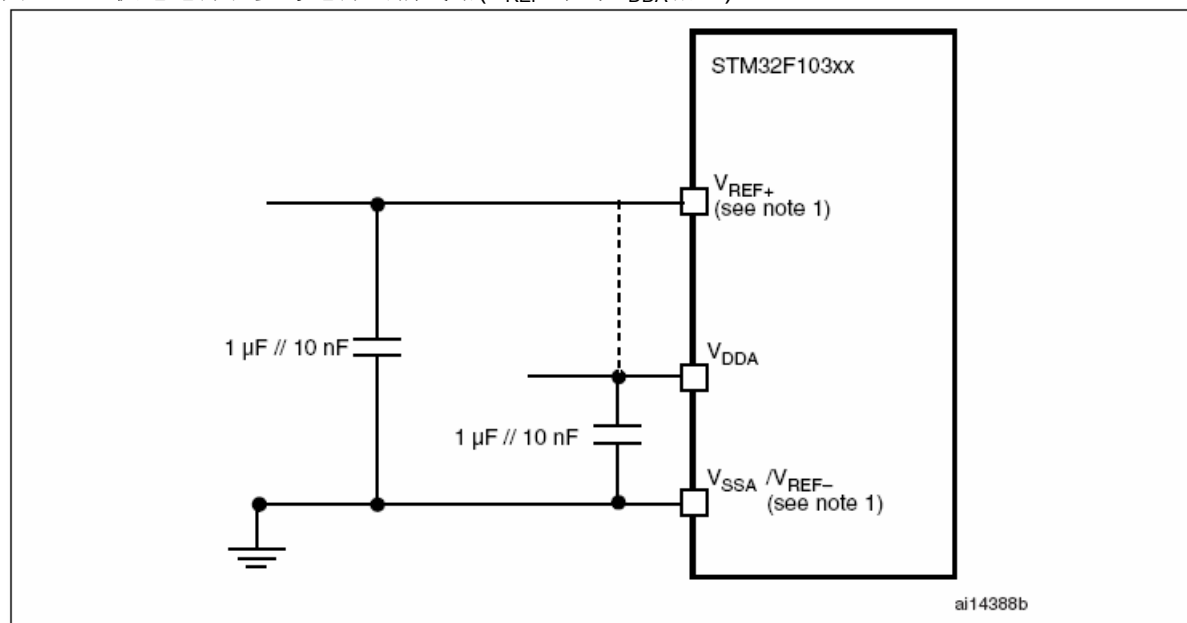 STM32F103xx
V_REF+
(see note 1)
1 µF // 10 nF
V_DDA
1 µF // 10 nF
V_SSA /V_REF–
(see note 1)
ai14388b